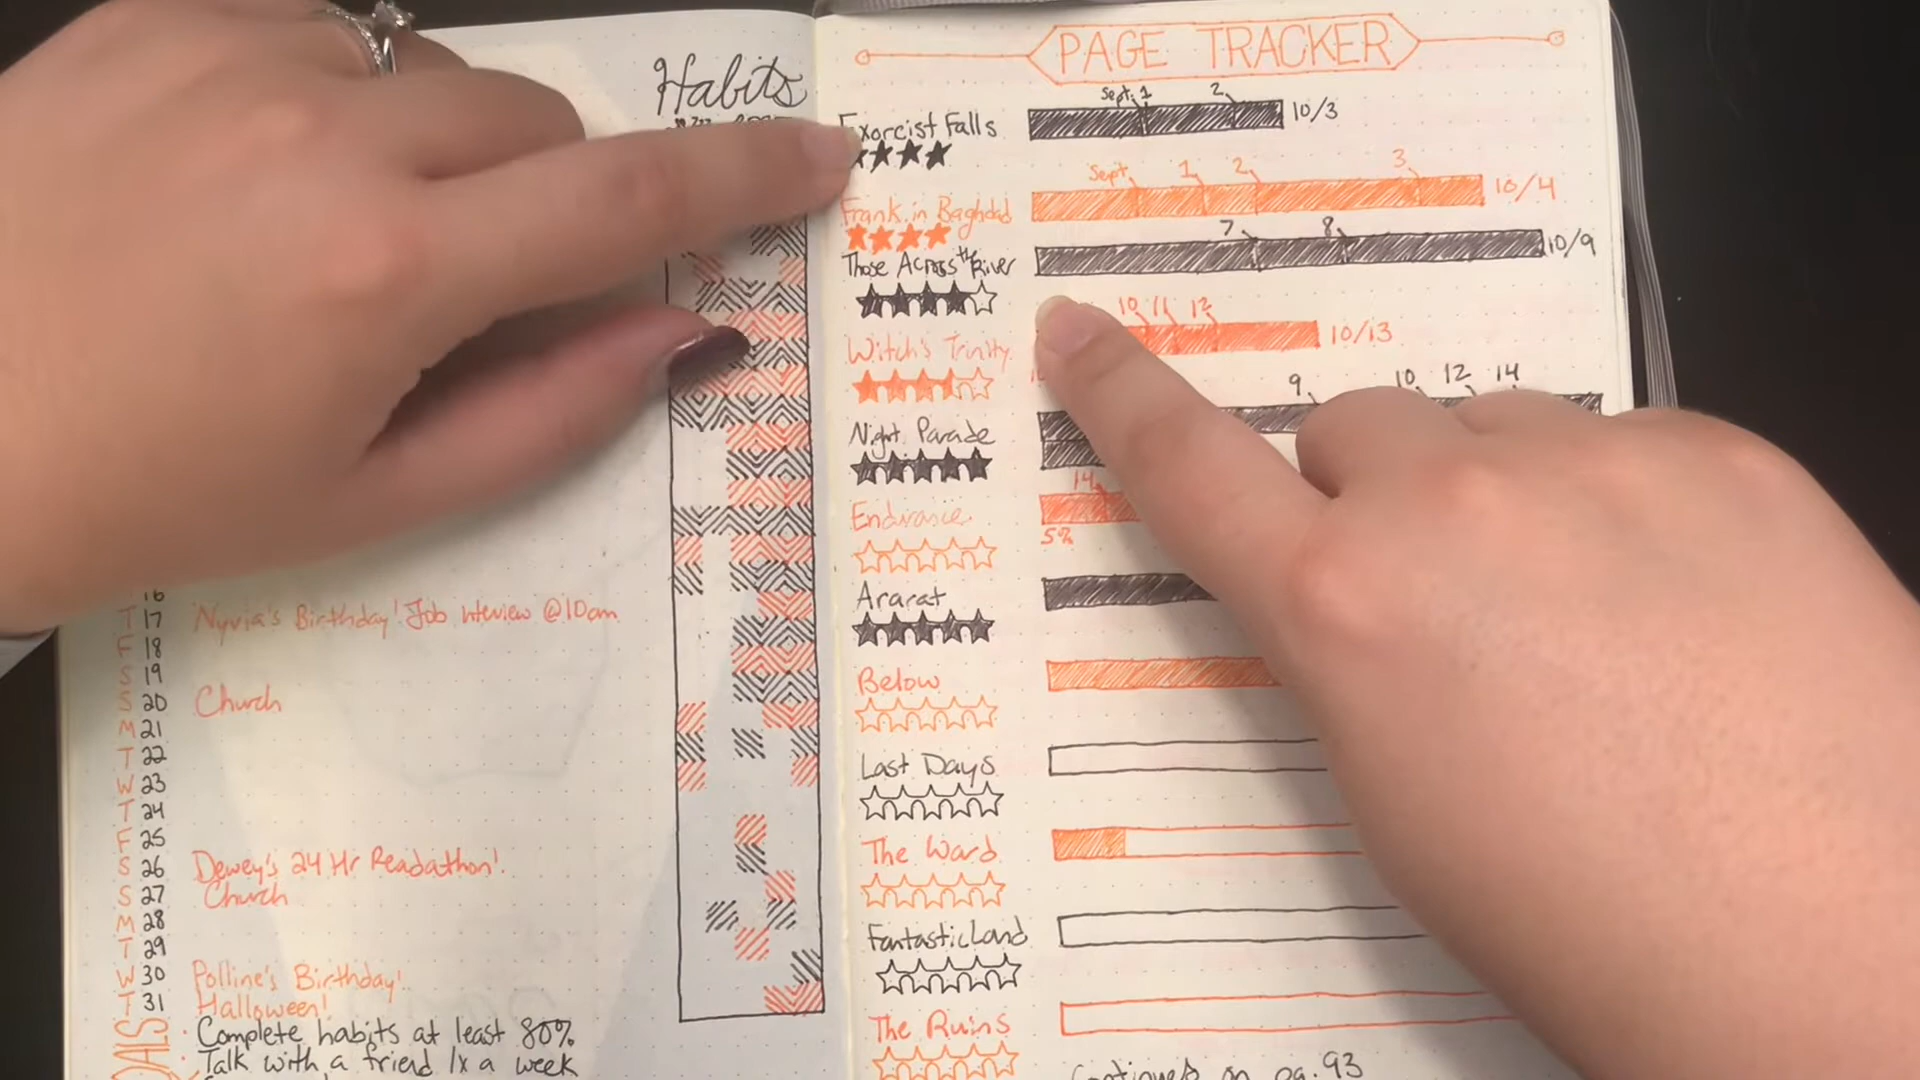 Habits
T 17 Nyvia's Birthday! Job Interview @10am
F 18
S 19
S 20 Church
M 21
T 22
W 23
T 24
F 25
S 26 Dewey's 24 Hr Readathon!
S 27 Church
M 28
T 29
W 30 Polline's Birthday!
T 31 Halloween!
Complete habits at least 80%
Talk with a friend 1x a week
PAGE TRACKER
Exorcist Falls Sept. 1 2 10/3
Frank. in Baghdad Sept 1 2 3 10/4
Those Across the River 7 8 10/9
Witch's Trinity 10 11 12 10/13
Night Parade 9 10 12 14
Endurance 14
5%
Ararat
Below
Last Days
The Ward
FantasticLand
The Ruins
Continued on pg. 93